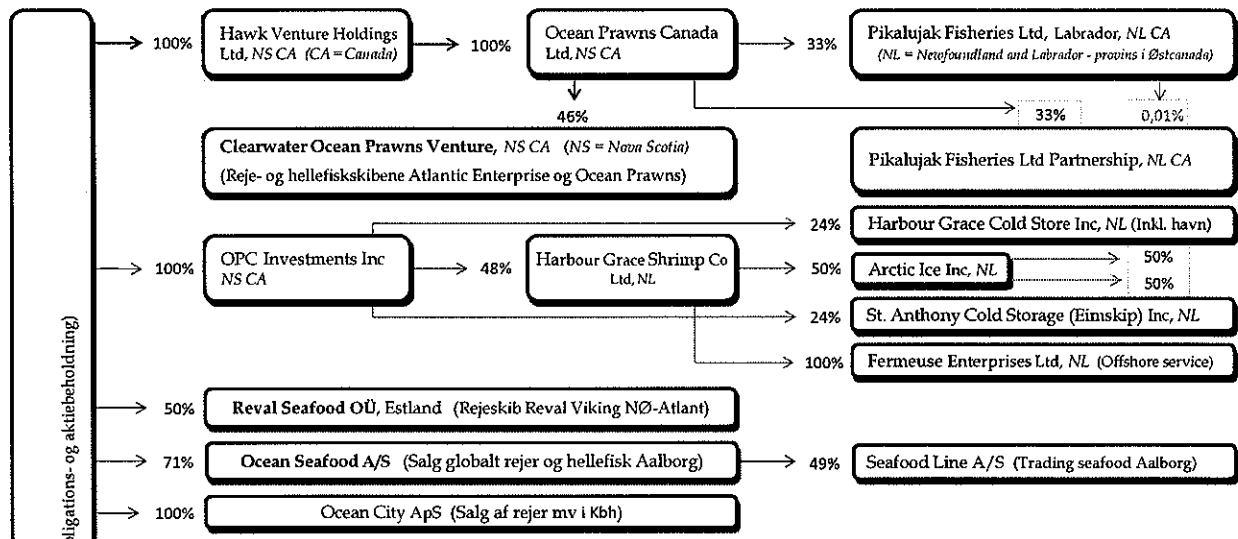 100%
Hawk Venture Holdings
Ltd, NS CA (CA = Canada)
100%
Ocean Prawns Canada
Ltd, NS CA
33%
Pikalujak Fisheries Ltd, Labrador, NL CA
(NL = Newfoundland and Labrador - provins i Østcanada)
46%
33%
0,01%
Clearwater Ocean Prawns Venture, NS CA (NS = Nova Scotia)
(Reje- og hellefiskskibene Atlantic Enterprise og Ocean Prawns)
Pikalujak Fisheries Ltd Partnership, NL CA
24%
Harbour Grace Cold Store Inc, NL (Inkl. havn)
100%
OPC Investments Inc
NS CA
48%
Harbour Grace Shrimp Co
Ltd, NL
50%
Arctic Ice Inc, NL
50%
50%
24%
St. Anthony Cold Storage (Eimskip) Inc, NL
100%
Fermeuse Enterprises Ltd, NL (Offshore service)
50%
Reval Seafood OÜ, Estland (Rejeskib Reval Viking NØ-Atlant)
71%
Ocean Seafood A/S (Salg globalt rejer og hellefisk Aalborg)
49%
Seafood Line A/S (Trading seafood Aalborg)
100%
Ocean City ApS (Salg af rejer mv i Kbh)
og aktiebeholdning)